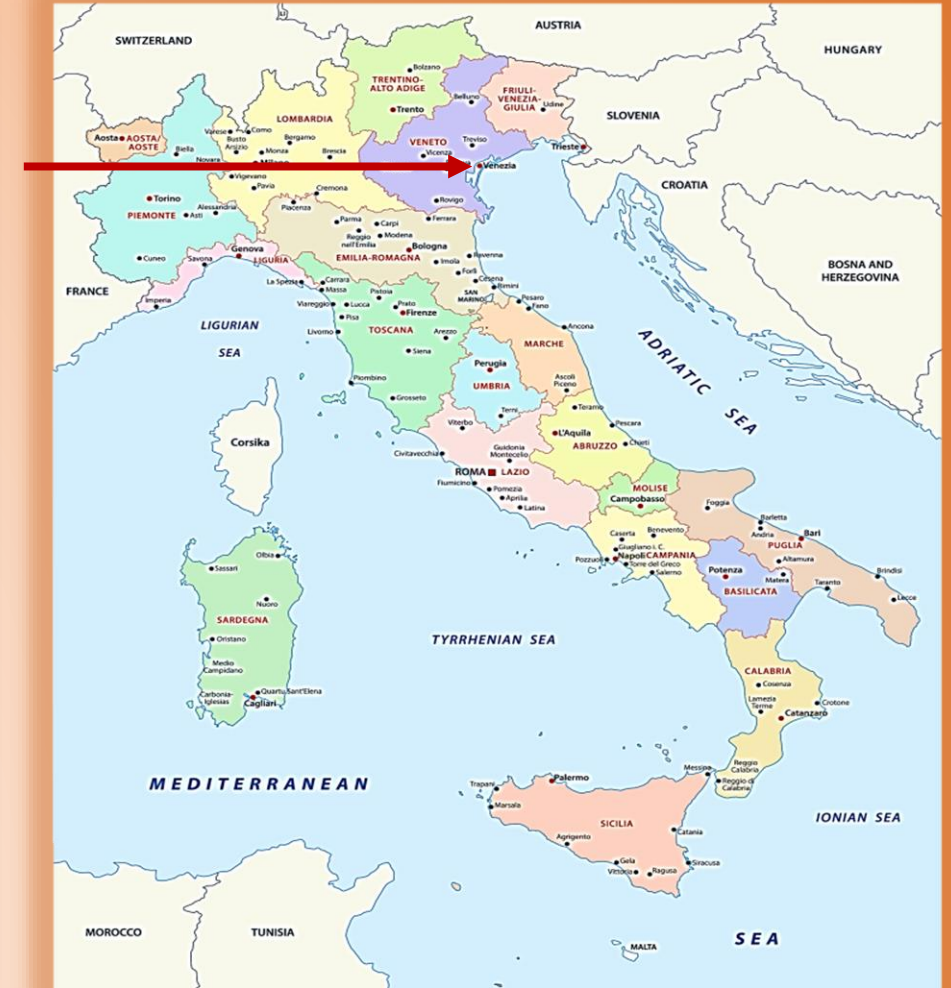 SWITZERLAND
AUSTRIA
HUNGARY
SLOVENIA
CROATIA
BOSNA AND
HERZEGOVINA
FRANCE
Bolzano
TRENTINO-
ALTO ADIGE
Trento
Belluno
FRIULI-
VENEZIA-
GIULIA
Udine
Trieste
LOMBARDIA
Varese
Como
Busto
Arsizio
Bergamo
Monza
Brescia
Vigevano
Pavia
Cremona
VENETO
Treviso
Vicenza
Venezia
Rovigo
Aosta
AOSTA/
AOSTE
Biella
Novara
Torino
PIEMONTE
Alessandria
Asti
Cuneo
Piacenza
Parma
Carpi
Reggio
nell'Emilia
Modena
Ferrara
Bologna
EMILIA-ROMAGNA
Imola
Ravenna
Forlì
Cesena
Rimini
SAN
MARINO
Genova
LIGURIA
Savona
Imperia
La Spezia
Carrara
Massa
Viareggio
Lucca
Pistoia
Prato
Firenze
Pisa
TOSCANA
Livorno
Arezzo
Siena
Piombino
Grosseto
Pesaro
Feno
Ancona
MARCHE
Ascoli
Piceno
Perugia
UMBRIA
Terni
LIGURIAN
SEA
ADRIATIC SEA
Corsika
Viterbo
Civitavecchia
Guidonia
Montecelio
ROMA
LAZIO
Fiumicino
Pomezia
Aprilia
Latina
Teramo
Pescara
L'Aquila
Chieti
ABRUZZO
MOLISE
Campobasso
Foggia
Barletta
Andria
Bari
PUGLIA
Altamura
Brindisi
Taranto
Lecce
Caserta
Benevento
Giugliano i. C.
Pozzuoli
Napoli
CAMPANIA
Torre del Greco
Salerno
Potenza
Matera
BASILICATA
Olbia
Sassari
Nuoro
SARDEGNA
Oristano
Medio
Campidano
Carbonia-
Iglesias
Quartu Sant'Elena
Cagliari
TYRRHENIAN SEA
CALABRIA
Cosenza
Lamezia
Terme
Crotone
Catanzaro
Reggio
Calabria
Reggio di
Calabria
MEDITERRANEAN
Messina
Palermo
Trapani
Marsala
SICILIA
Agrigento
Catania
Gela
Vittoria
Ragusa
Siracusa
IONIAN SEA
MOROCCO
TUNISIA
MALTA
SEA